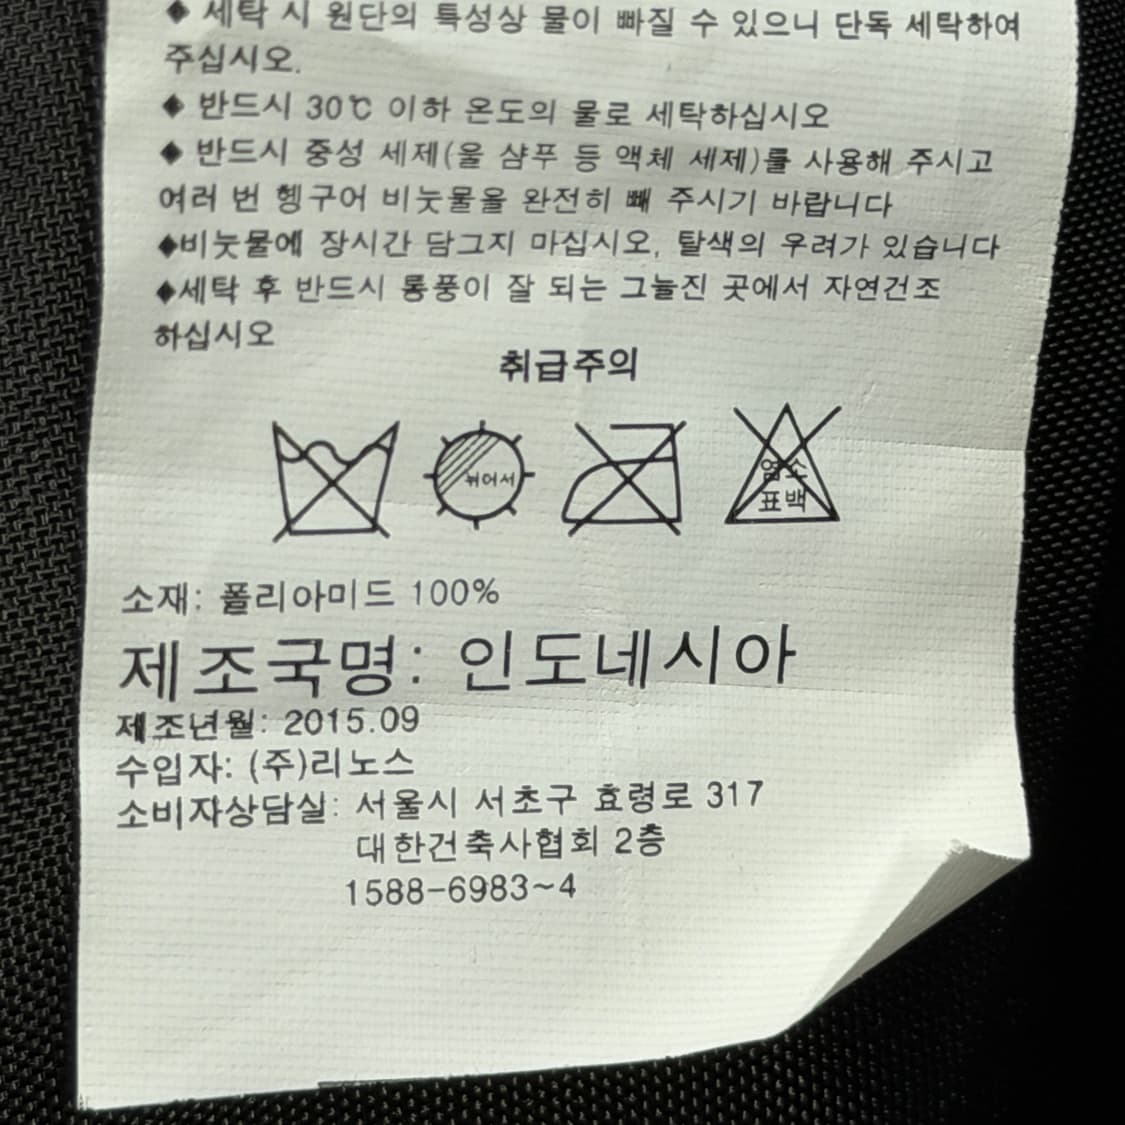 ◆ 세탁 시 원단의 특성상 물이 빠질 수 있으니 단독 세탁하여
주십시오.
◆ 반드시 30℃ 이하 온도의 물로 세탁하십시오
◆ 반드시 중성 세제(울 샴푸 등 액체 세제)를 사용해 주시고
여러 번 헹구어 비눗물을 완전히 빼 주시기 바랍니다
◆비눗물에 장시간 담그지 마십시오, 탈색의 우려가 있습니다
◆세탁 후 반드시 통풍이 잘 되는 그늘진 곳에서 자연건조
하십시오
취급주의
뉘어서
염소
표백
소재: 폴리아미드 100%
제조국명: 인도네시아
제조년월: 2015.09
수입자: (주)리노스
소비자상담실: 서울시 서초구 효령로 317
대한건축사협회 2층
1588-6983~4